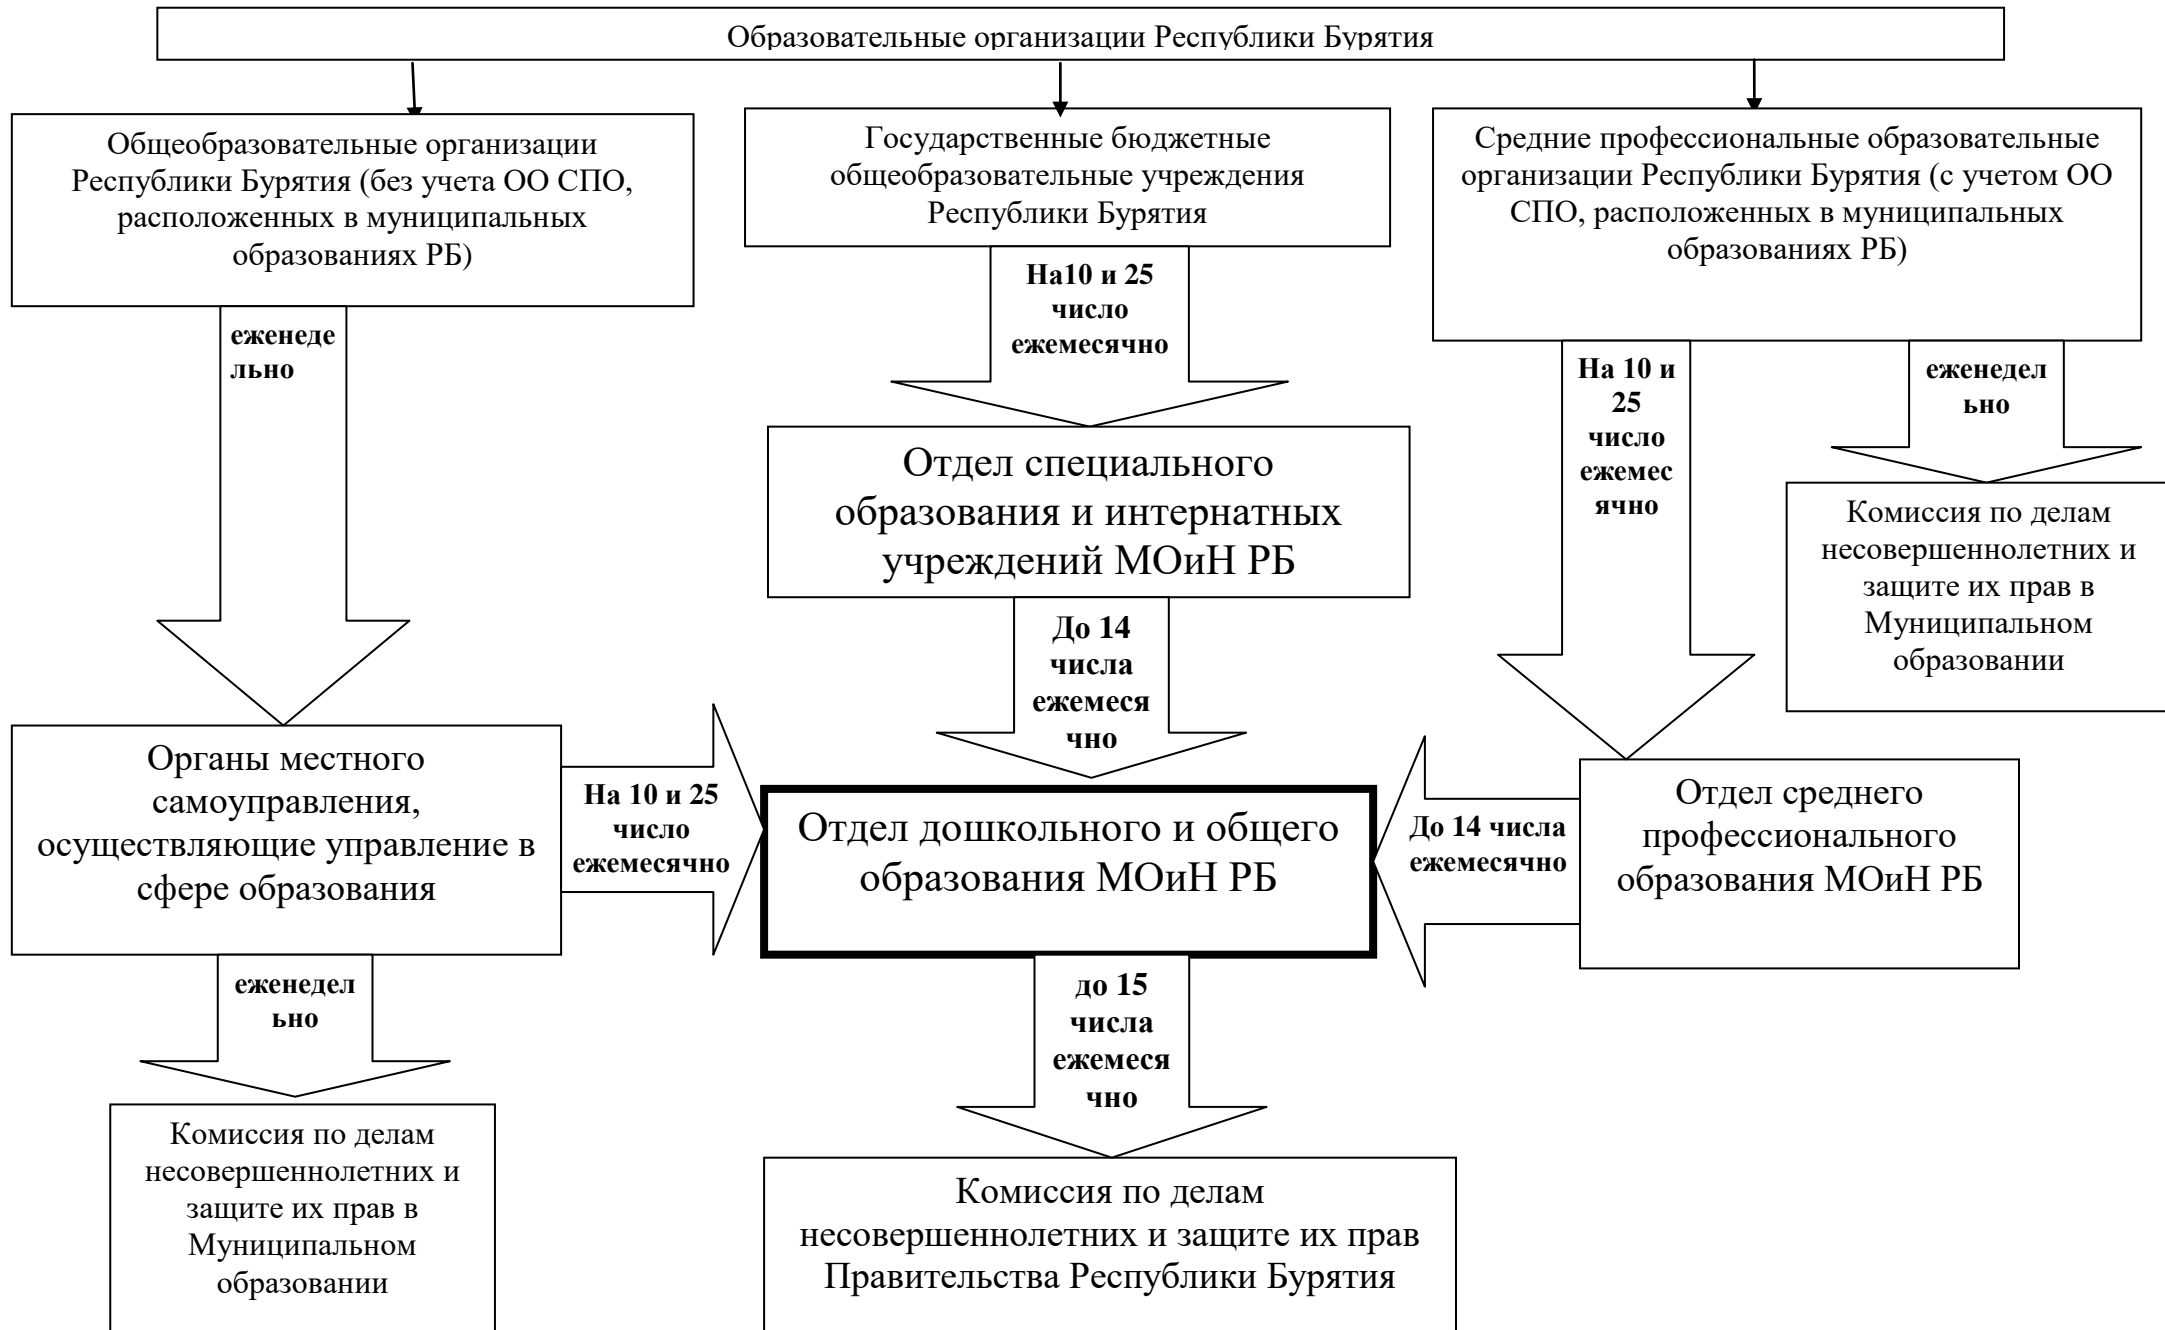 Образовательные организации Республики Бурятия
Общеобразовательные организации
Республики Бурятия (без учета ОО СПО,
расположенных в муниципальных
образованиях РБ)
Государственные бюджетные
общеобразовательные учреждения
Республики Бурятия
Средние профессиональные образовательные
организации Республики Бурятия (с учетом ОО
СПО, расположенных в муниципальных
образованиях РБ)
еженеде
льно
На10 и 25
число
ежемесячно
На 10 и
25
число
ежемес
ячно
еженедел
ьно
Отдел специального
образования и интернатных
учреждений МОиН РБ
Комиссия по делам
несовершеннолетних и
защите их прав в
Муниципальном
образовании
До 14
числа
ежемеся
чно
Органы местного
самоуправления,
осуществляющие управление в
сфере образования
На 10 и 25
число
ежемесячно
Отдел дошкольного и общего
образования МОиН РБ
До 14 числа
ежемесячно
Отдел среднего
профессионального
образования МОиН РБ
еженедел
ьно
до 15
числа
ежемеся
чно
Комиссия по делам
несовершеннолетних и
защите их прав в
Муниципальном
образовании
Комиссия по делам
несовершеннолетних и защите их прав
Правительства Республики Бурятия